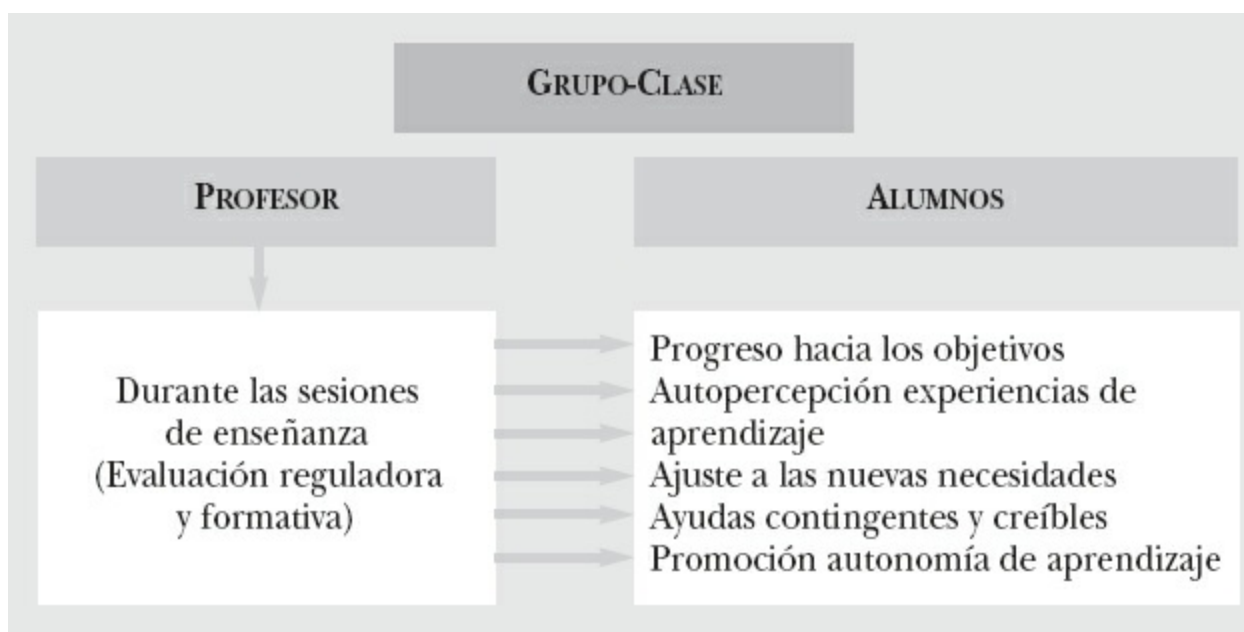 GRUPO-CLASE
PROFESOR
ALUMNOS
Durante las sesiones
de enseñanza
(Evaluación reguladora
y formativa)
Progreso hacia los objetivos
Autopercepción experiencias de
aprendizaje
Ajuste a las nuevas necesidades
Ayudas contingentes y creíbles
Promoción autonomía de aprendizaje